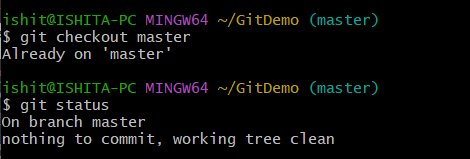 ishit@ISHITA-PC MINGW64 ~/GitDemo (master)
$ git checkout master
Already on 'master'
ishit@ISHITA-PC MINGW64 ~/GitDemo (master)
$ git status
On branch master
nothing to commit, working tree clean